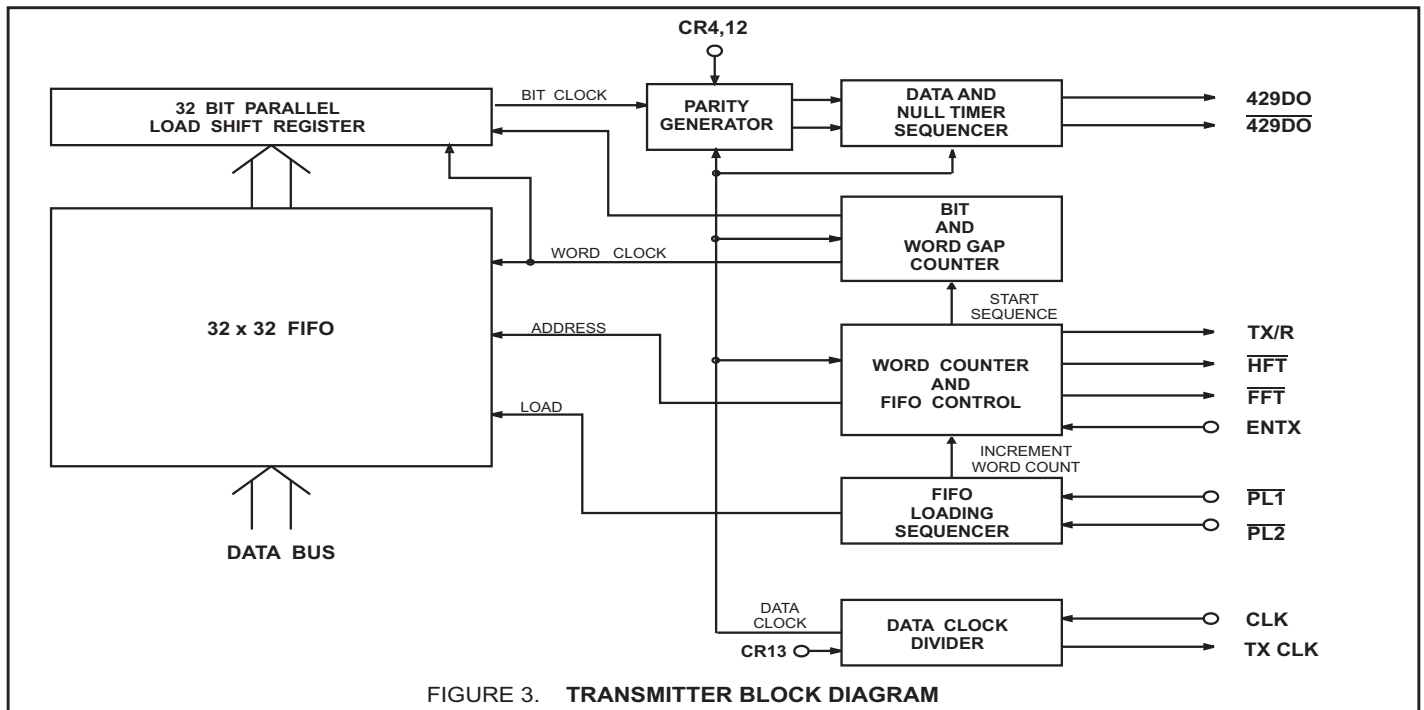 CR4,12
32 BIT PARALLEL
LOAD SHIFT REGISTER
BIT CLOCK
PARITY
GENERATOR
DATA AND
NULL TIMER
SEQUENCER
429DO
429DO
BIT
AND
WORD GAP
COUNTER
WORD CLOCK
START
SEQUENCE
32 x 32 FIFO
ADDRESS
WORD COUNTER
AND
FIFO CONTROL
TX/R
HFT
FFT
ENTX
LOAD
INCREMENT
WORD COUNT
FIFO
LOADING
SEQUENCER
PL1
PL2
DATA BUS
DATA
CLOCK
CR13
DATA CLOCK
DIVIDER
CLK
TX CLK
FIGURE 3. TRANSMITTER BLOCK DIAGRAM